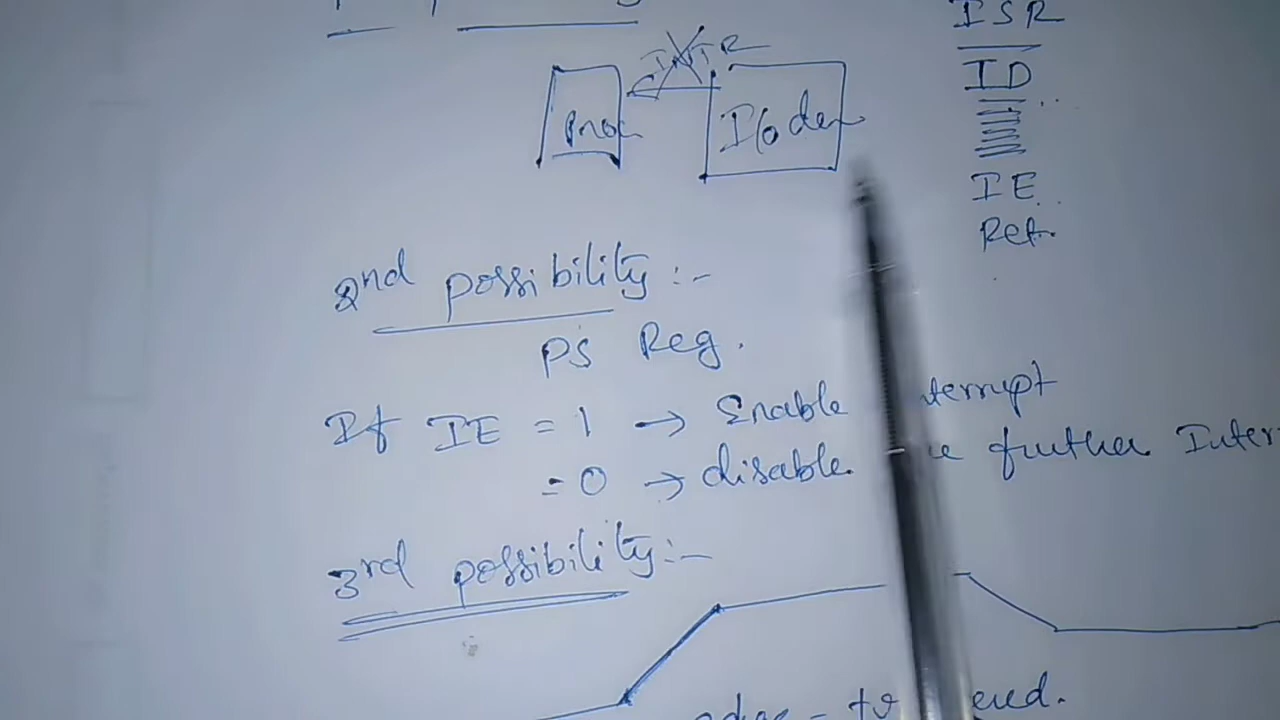 INTR
Proc
I/O dev
ISR
ID
IE
Ret.
2nd possibility :-
PS Reg.
If IE = 1 → Enable
= 0 → disable further Inter
3rd possibility :-